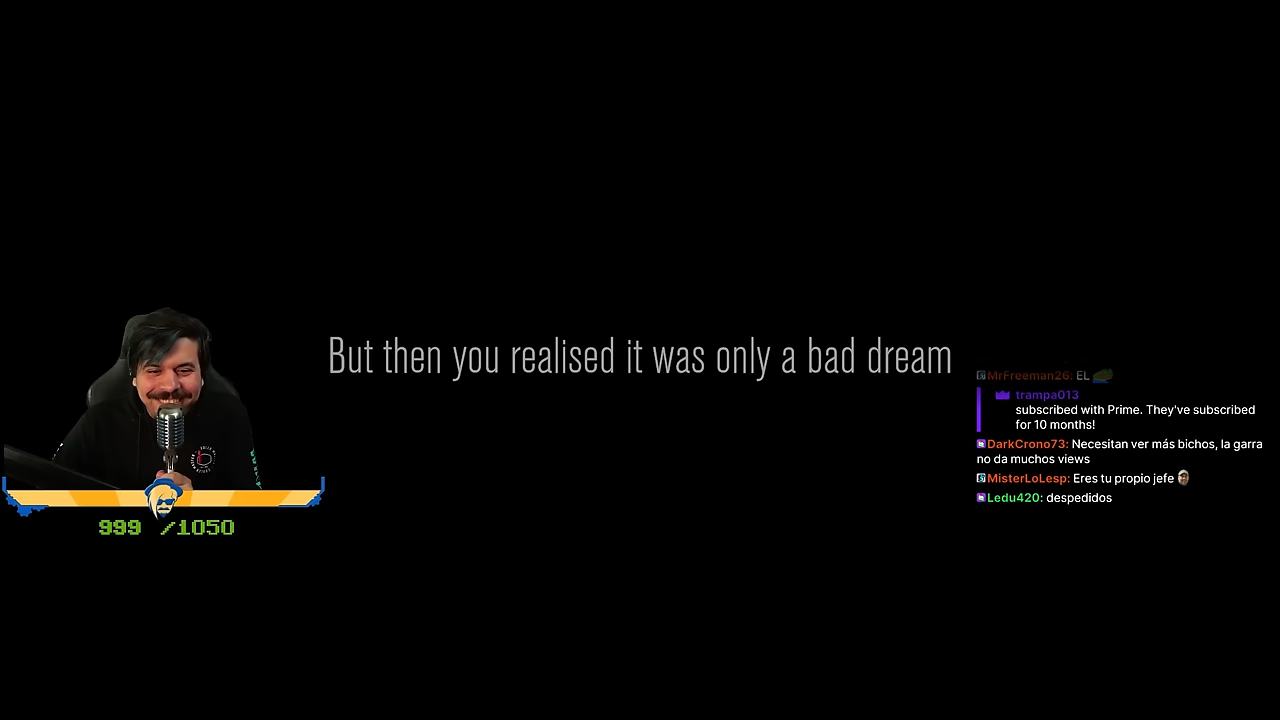 But then you realised it was only a bad dream
MrFreeman26: EL
trampa013
subscribed with Prime. They've subscribed
for 10 months!
DarkCrono73: Necesitan ver más bichos, la garra
no da muchos views
MisterLoLesp: Eres tu propio jefe
Ledu420: despedidos
999 /1050